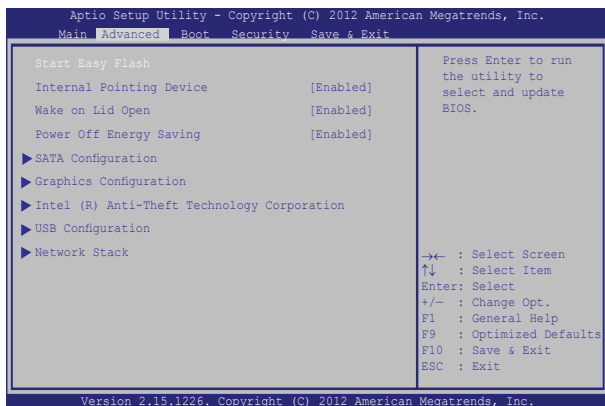 Aptio Setup Utility - Copyright (C) 2012 American Megatrends, Inc.
Main Advanced Boot Security Save & Exit
Start Easy Flash
Internal Pointing Device [Enabled]
Wake on Lid Open [Enabled]
Power Off Energy Saving [Enabled]
SATA Configuration
Graphics Configuration
Intel (R) Anti-Theft Technology Corporation
USB Configuration
Network Stack
Press Enter to run
the utility to
select and update
BIOS.
→← : Select Screen
↑↓ : Select Item
Enter: Select
+/— : Change Opt.
F1 : General Help
F9 : Optimized Defaults
F10 : Save & Exit
ESC : Exit
Version 2.15.1226. Copyright (C) 2012 American Megatrends, Inc.